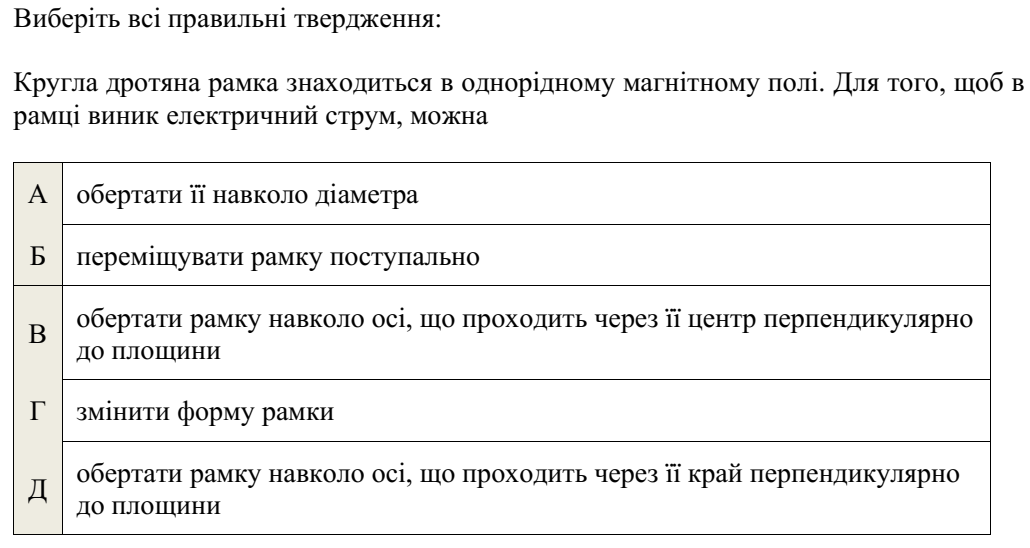 Виберіть всі правильні твердження:
Кругла дротяна рамка знаходиться в однорідному магнітному полі. Для того, щоб в
рамці виник електричний струм, можна
А обертати її навколо діаметра
Б переміщувати рамку поступально
В обертати рамку навколо осі, що проходить через її центр перпендикулярно
до площини
Г змінити форму рамки
Д обертати рамку навколо осі, що проходить через її край перпендикулярно
до площини